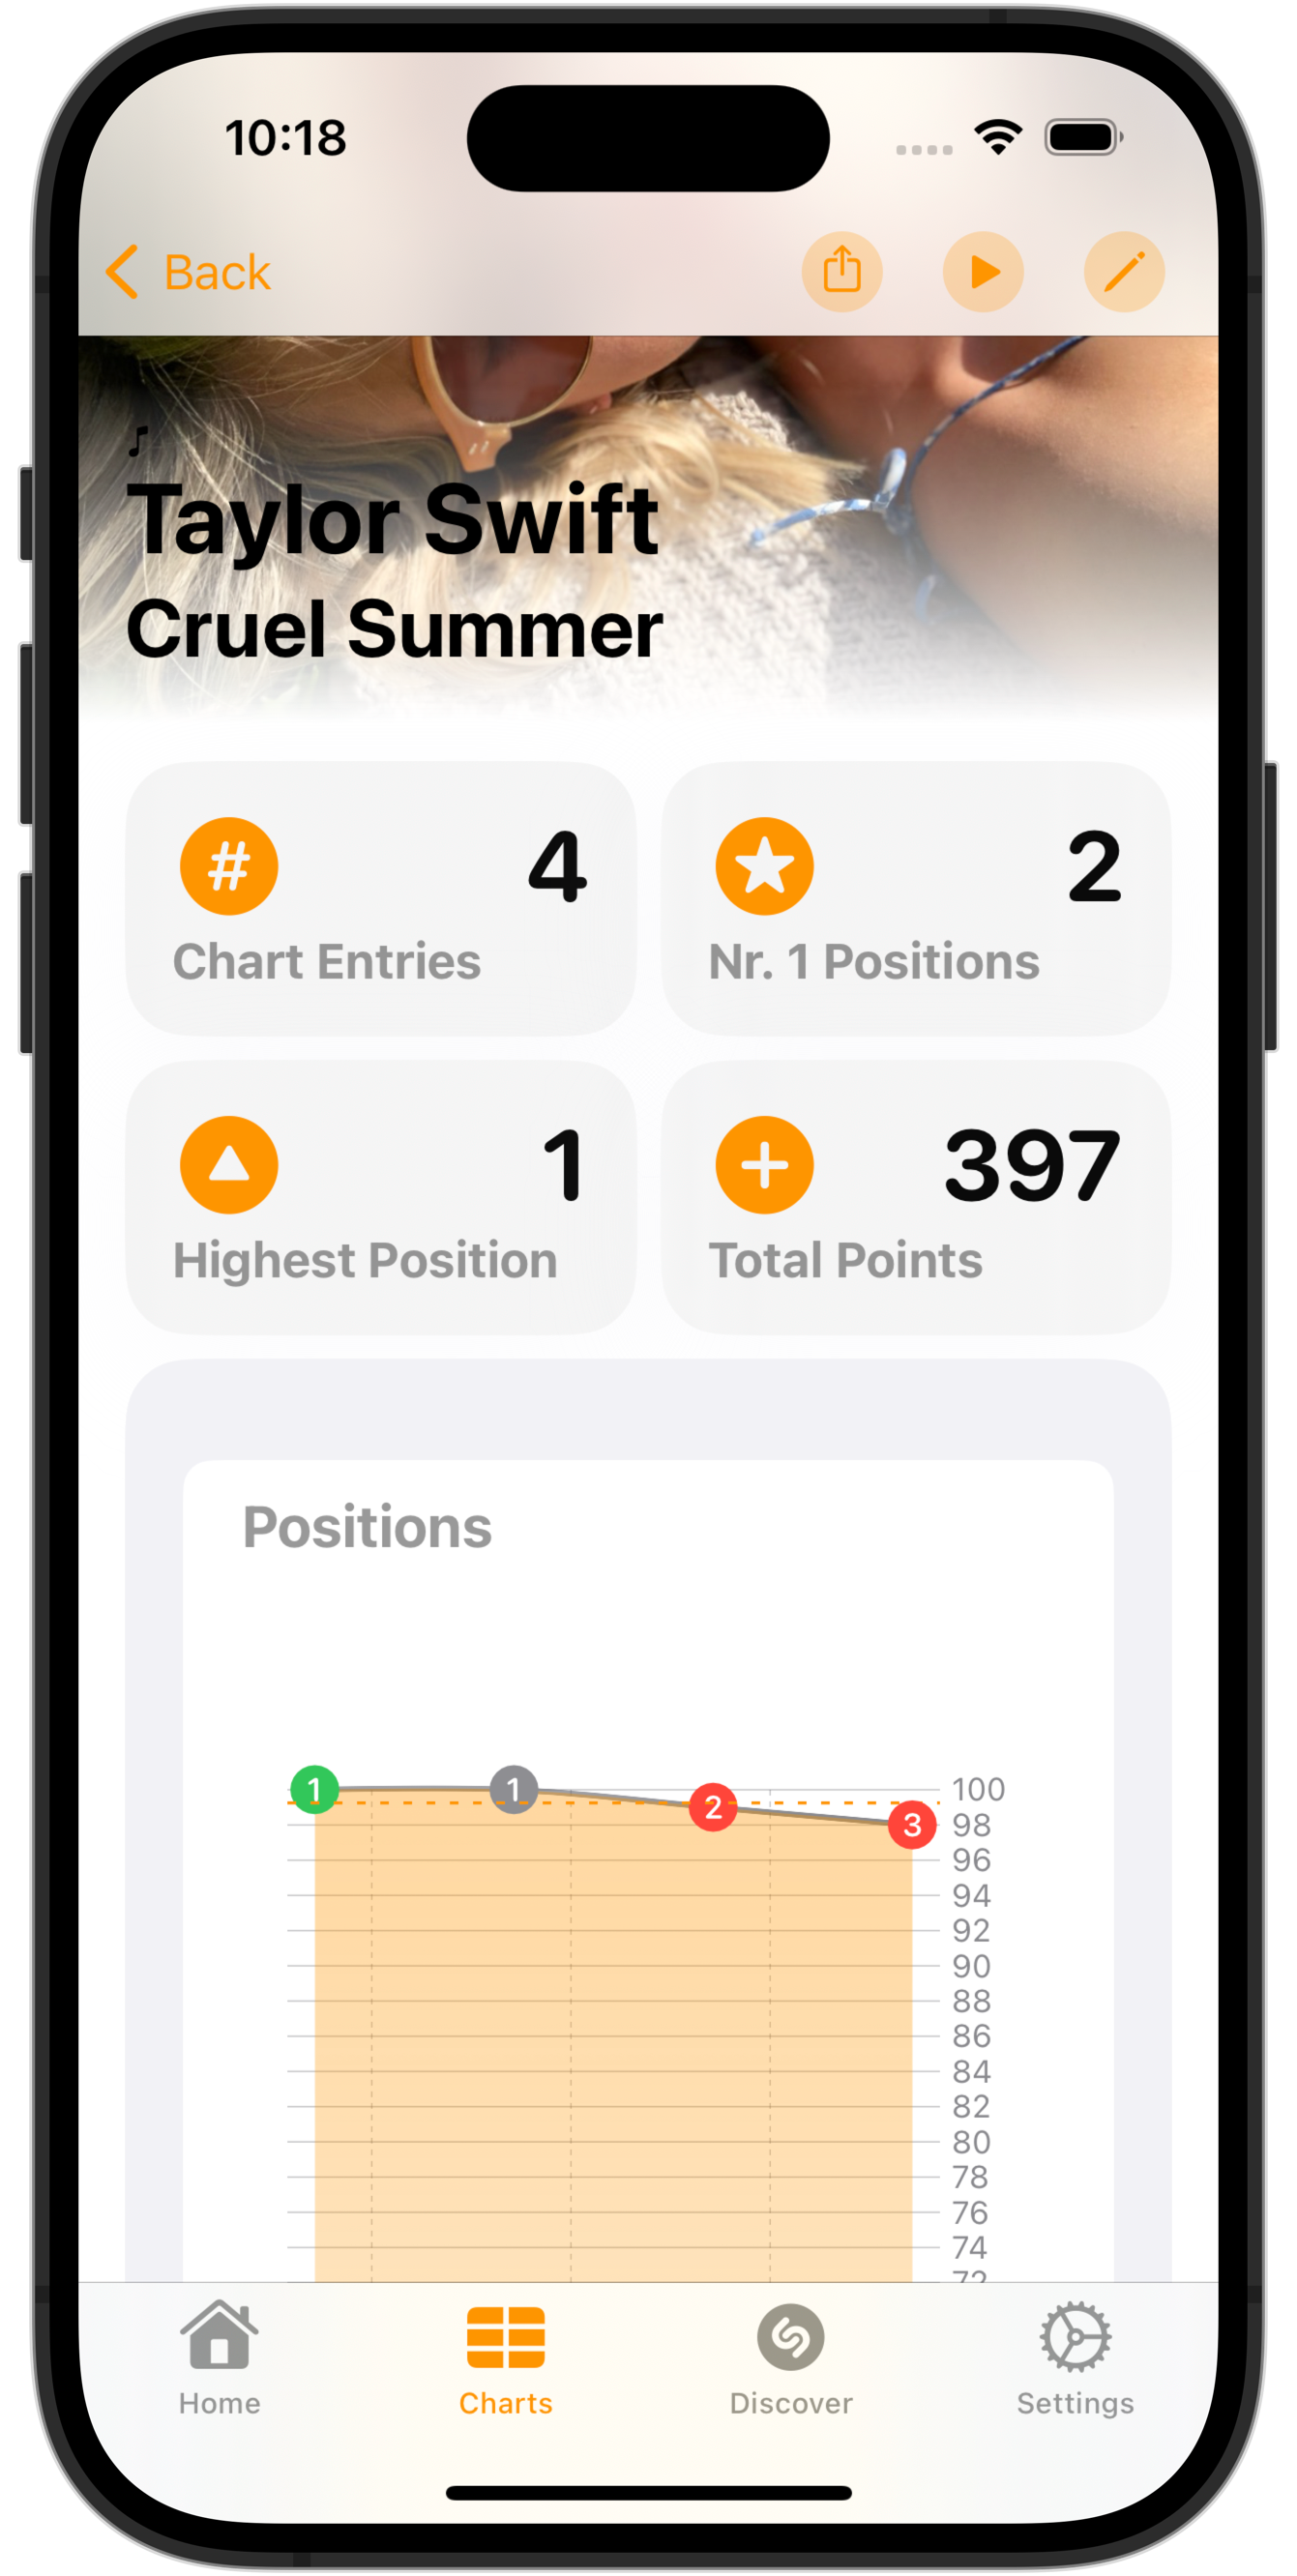 10:18
Back
Taylor Swift
Cruel Summer
4
Chart Entries
2
Nr. 1 Positions
1
Highest Position
397
Total Points
Positions
1
1
2
3
100
98
96
94
92
90
88
86
84
82
80
78
76
74
72
Home
Charts
Discover
Settings